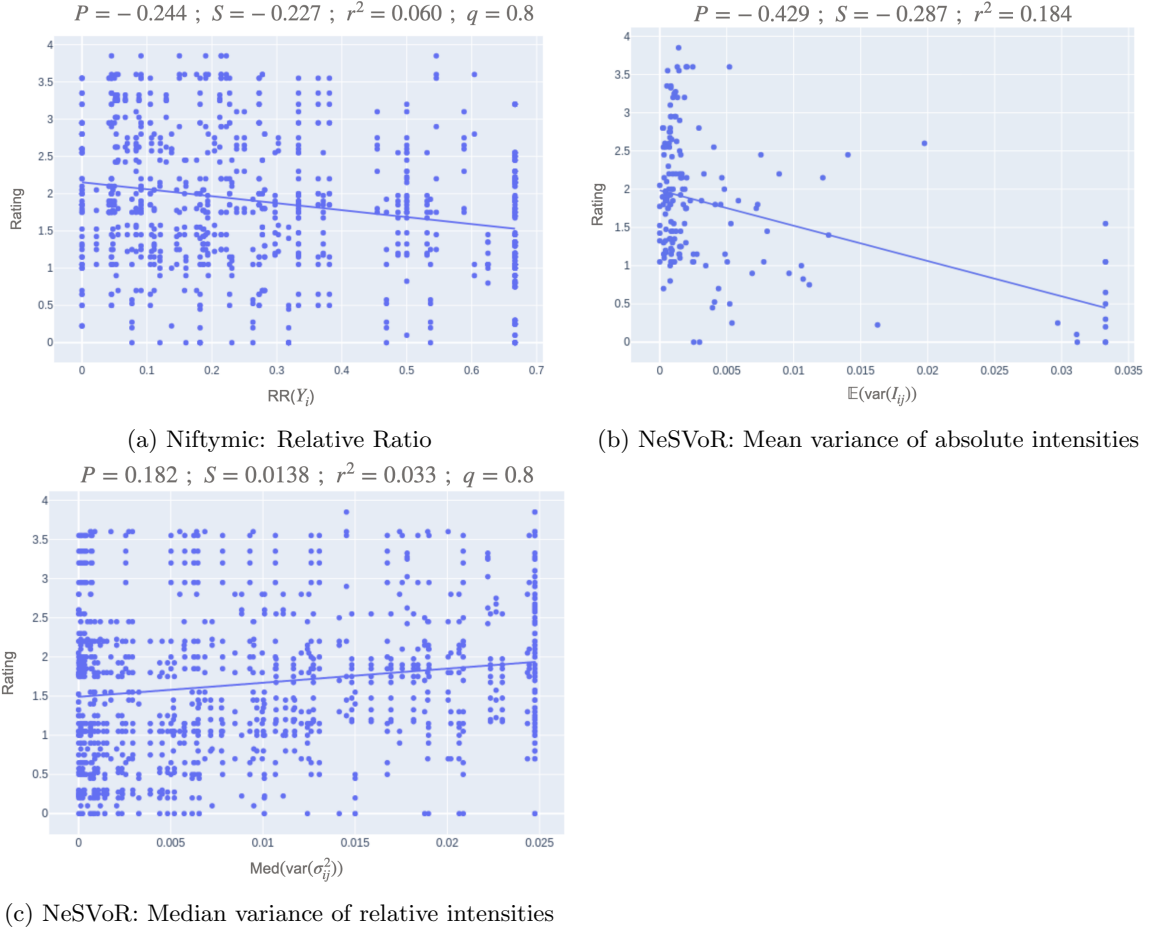 P = − 0.244 ; S = − 0.227 ; r² = 0.060 ; q = 0.8
4
3.5
3
2.5
2
1.5
1
0.5
0
Rating
0 0.1 0.2 0.3 0.4 0.5 0.6 0.7
RR(Yᵢ)
(a) Niftymic: Relative Ratio
P = − 0.429 ; S = − 0.287 ; r² = 0.184
4
3.5
3
2.5
2
1.5
1
0.5
0
Rating
0 0.005 0.01 0.015 0.02 0.025 0.03 0.035
𝔼(var(Iᵢⱼ))
(b) NeSVoR: Mean variance of absolute intensities
P = 0.182 ; S = 0.0138 ; r² = 0.033 ; q = 0.8
4
3.5
3
2.5
2
1.5
1
0.5
0
Rating
0 0.005 0.01 0.015 0.02 0.025
Med(var(σ²ᵢⱼ))
(c) NeSVoR: Median variance of relative intensities